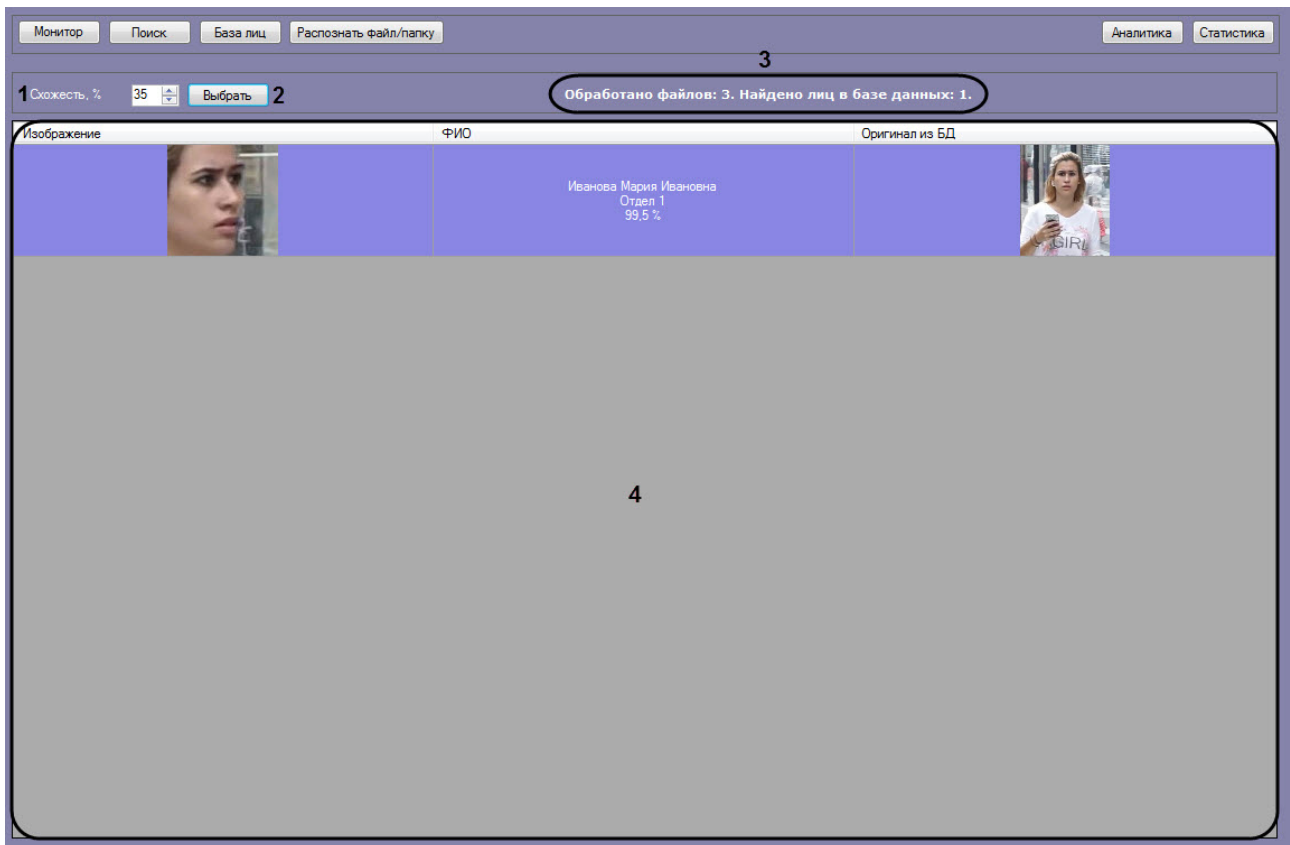 Монитор
Поиск
База лиц
Распознать файл/папку
Аналитика
Статистика
3
1 Схожесть, %
35
Выбрать
2
Обработано файлов: 3. Найдено лиц в базе данных: 1.
Изображение
ФИО
Оригинал из БД
Иванова Мария Ивановна
Отдел 1
99,5 %
GIRL
4